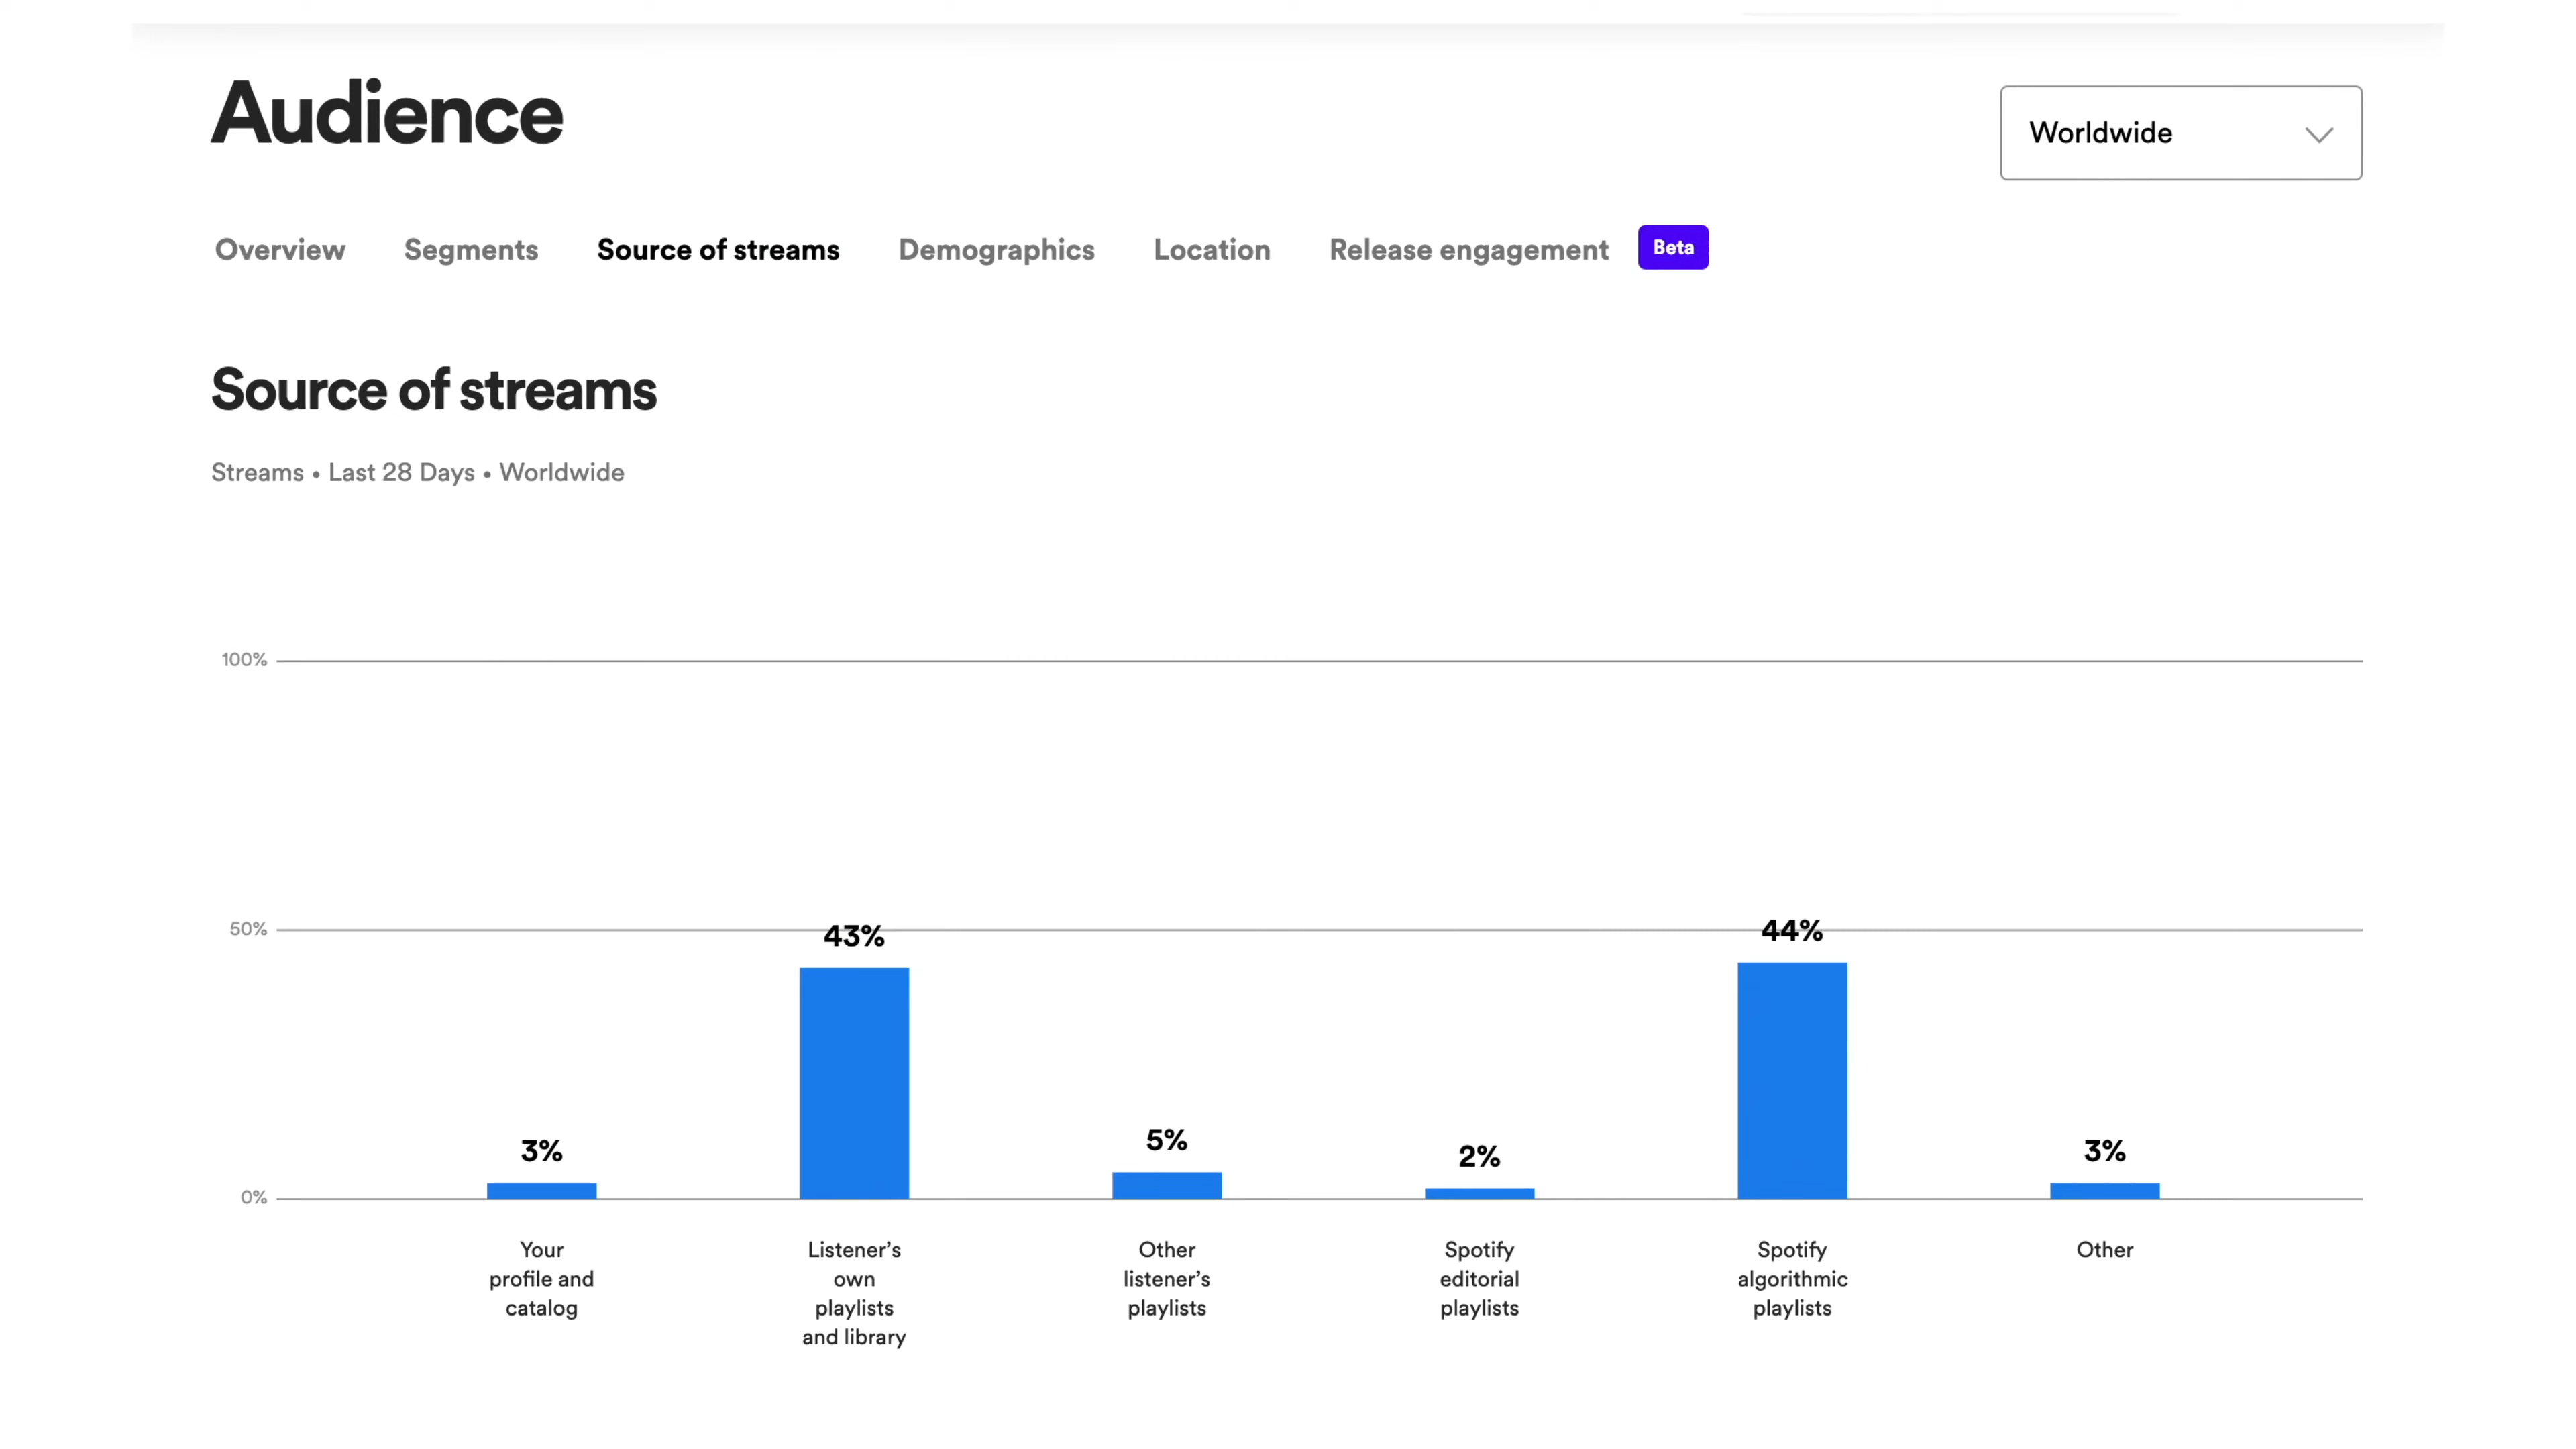 Audience
Worldwide
Overview Segments Source of streams Demographics Location Release engagement Beta
Source of streams
Streams • Last 28 Days • Worldwide
100%
50%
43%
44%
3%
5%
2%
3%
0%
Your
profile and
catalog
Listener’s
own
playlists
and library
Other
listener’s
playlists
Spotify
editorial
playlists
Spotify
algorithmic
playlists
Other